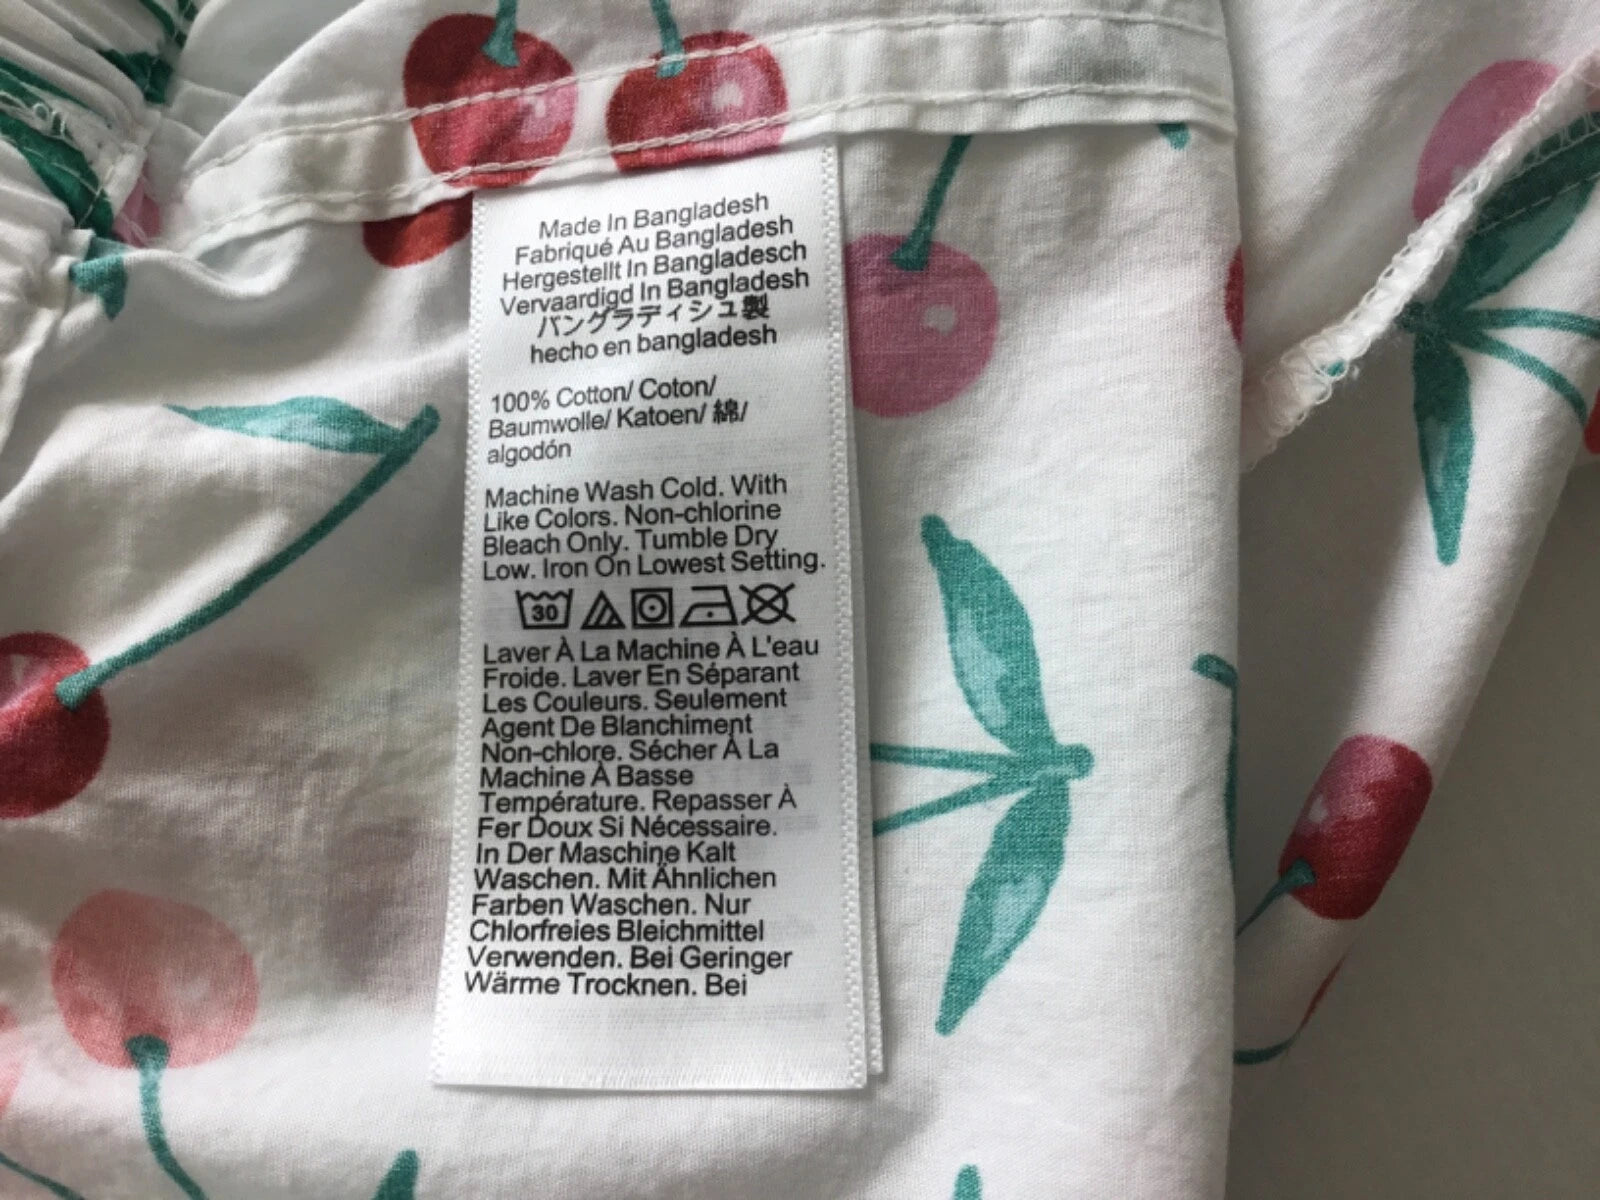 Made In Bangladesh
Fabriqué Au Bangladesh
Hergestellt In Bangladesch
Vervaardigd In Bangladesh
バングラディシュ製
hecho en bangladesh
100% Cotton/ Coton/
Baumwolle/ Katoen/ 綿/
algodón
Machine Wash Cold. With
Like Colors. Non-chlorine
Bleach Only. Tumble Dry
Low. Iron On Lowest Setting.
30
Laver À La Machine À L'eau
Froide. Laver En Séparant
Les Couleurs. Seulement
Agent De Blanchiment
Non-chlore. Sécher À La
Machine À Basse
Température. Repasser À
Fer Doux Si Nécessaire.
In Der Maschine Kalt
Waschen. Mit Ähnlichen
Farben Waschen. Nur
Chlorfreies Bleichmittel
Verwenden. Bei Geringer
Wärme Trocknen. Bei